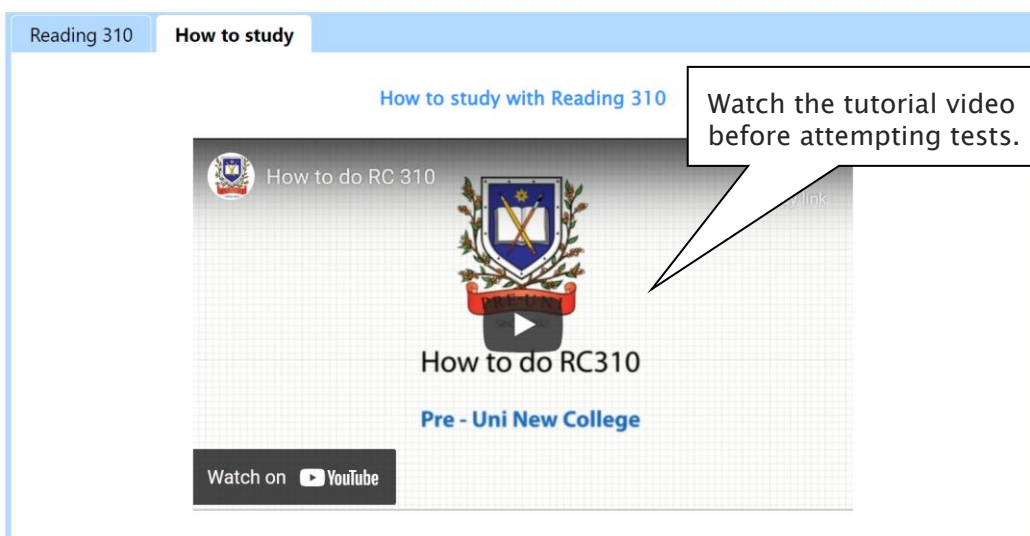 Reading 310
How to study
How to study with Reading 310
Watch the tutorial video
before attempting tests.
How to do RC 310
link
PRE-UNI
How to do RC310
Pre - Uni New College
Watch on YouTube